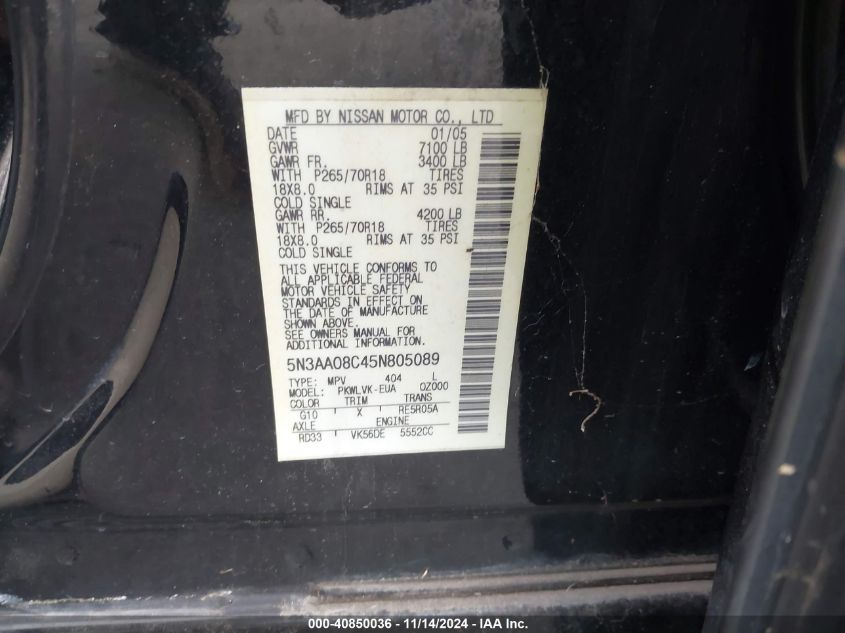 MFD BY NISSAN MOTOR CO., LTD
DATE 01/05
GVWR 7100 LB
GAWR FR. 3400 LB
WITH P265/70R18 TIRES
18X8.0 RIMS AT 35 PSI
COLD SINGLE
GAWR RR. 4200 LB
WITH P265/70R18 TIRES
18X8.0 RIMS AT 35 PSI
COLD SINGLE
THIS VEHICLE CONFORMS TO
ALL APPLICABLE FEDERAL
MOTOR VEHICLE SAFETY
STANDARDS IN EFFECT ON
THE DATE OF MANUFACTURE
SHOWN ABOVE.
SEE OWNERS MANUAL FOR
ADDITIONAL INFORMATION
5N3AA08C45N805089
TYPE: MPV 404 L
MODEL: PKWLVK-EUA 0Z000
COLOR TRIM TRANS
G10 X RE5R05A
AXLE ENGINE
RD33 VK56DE 5552CC
000-40850036 - 11/14/2024 - IAA Inc.